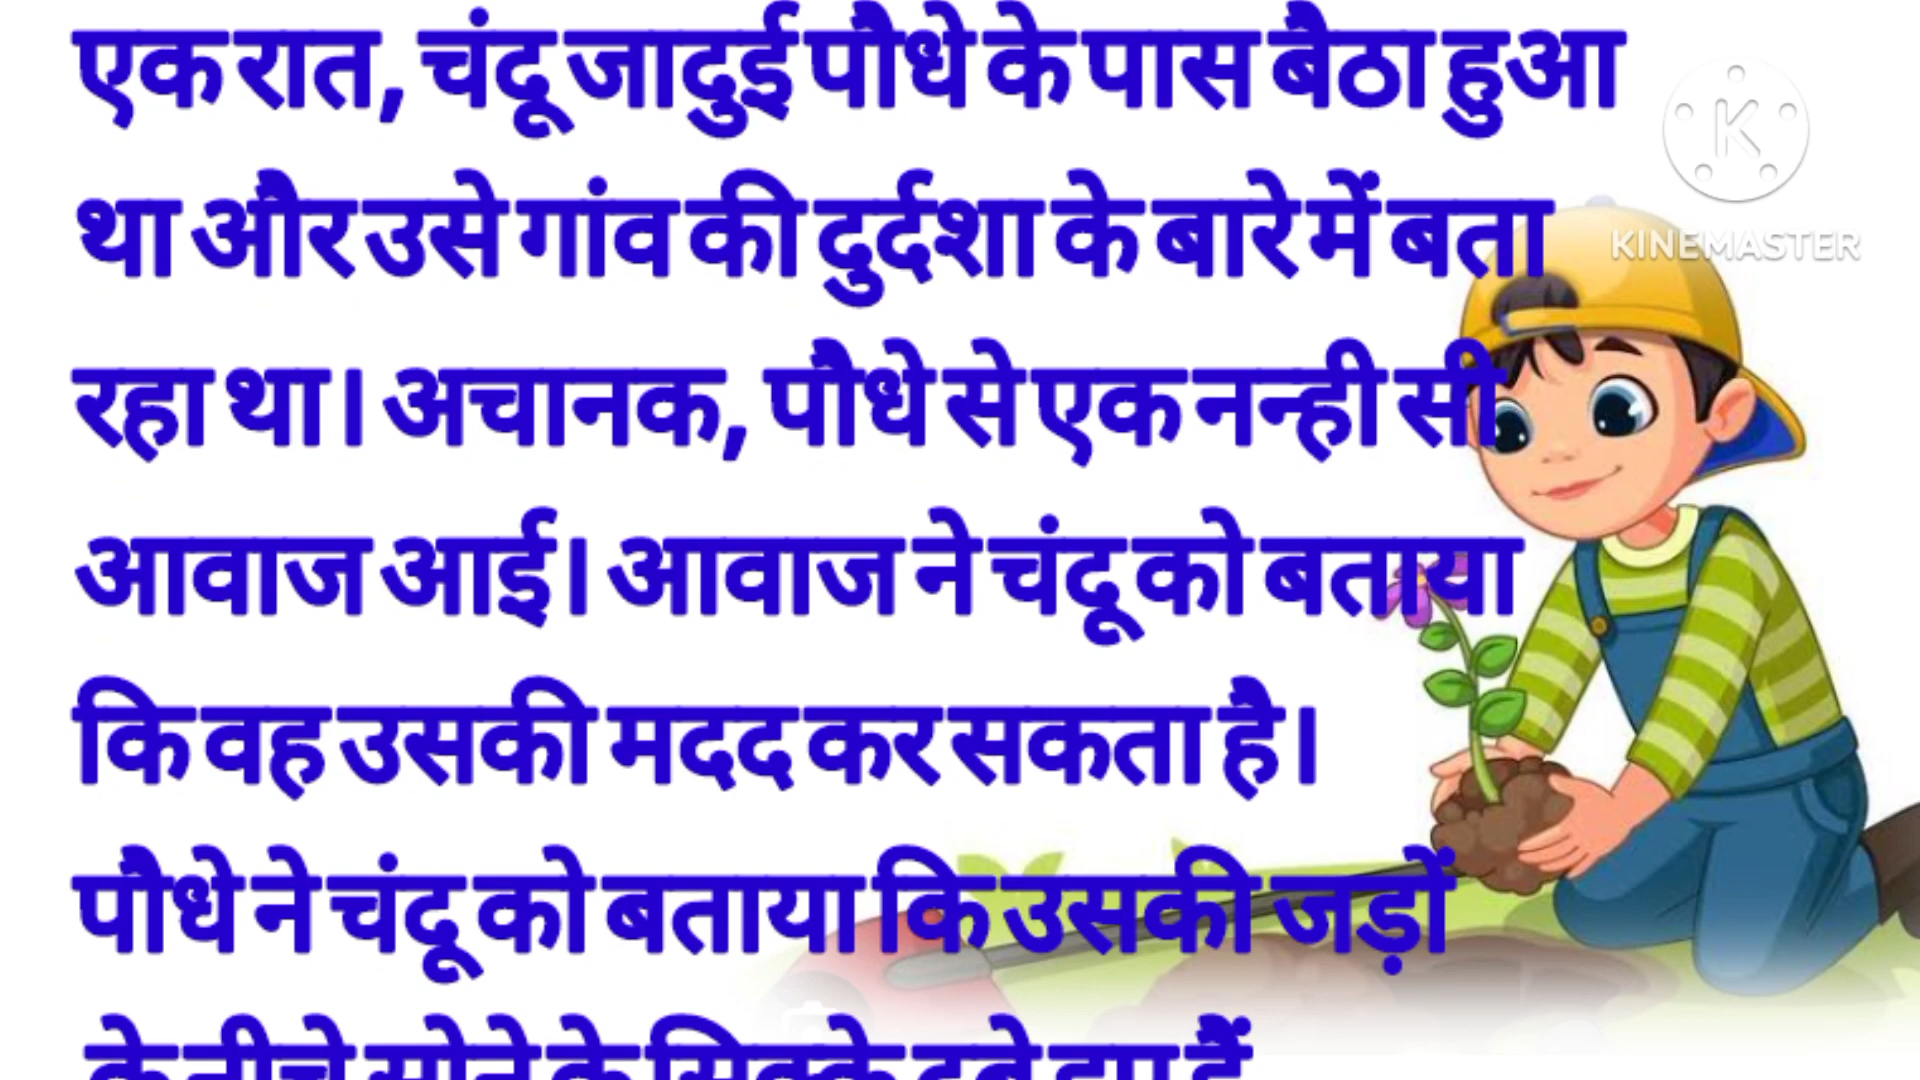 एक रात, चंदू जादुई पौधे के पास बैठा हुआ
था और उसे गांव की दुर्दशा के बारे में बता
रहा था। अचानक, पौधे से एक नन्ही सी
आवाज आई। आवाज ने चंदू को बताया
कि वह उसकी मदद कर सकता है।
पौधे ने चंदू को बताया कि उसकी जड़ों
के नीचे सोने के सिक्के दबे हुए हैं
K
KINEMASTER